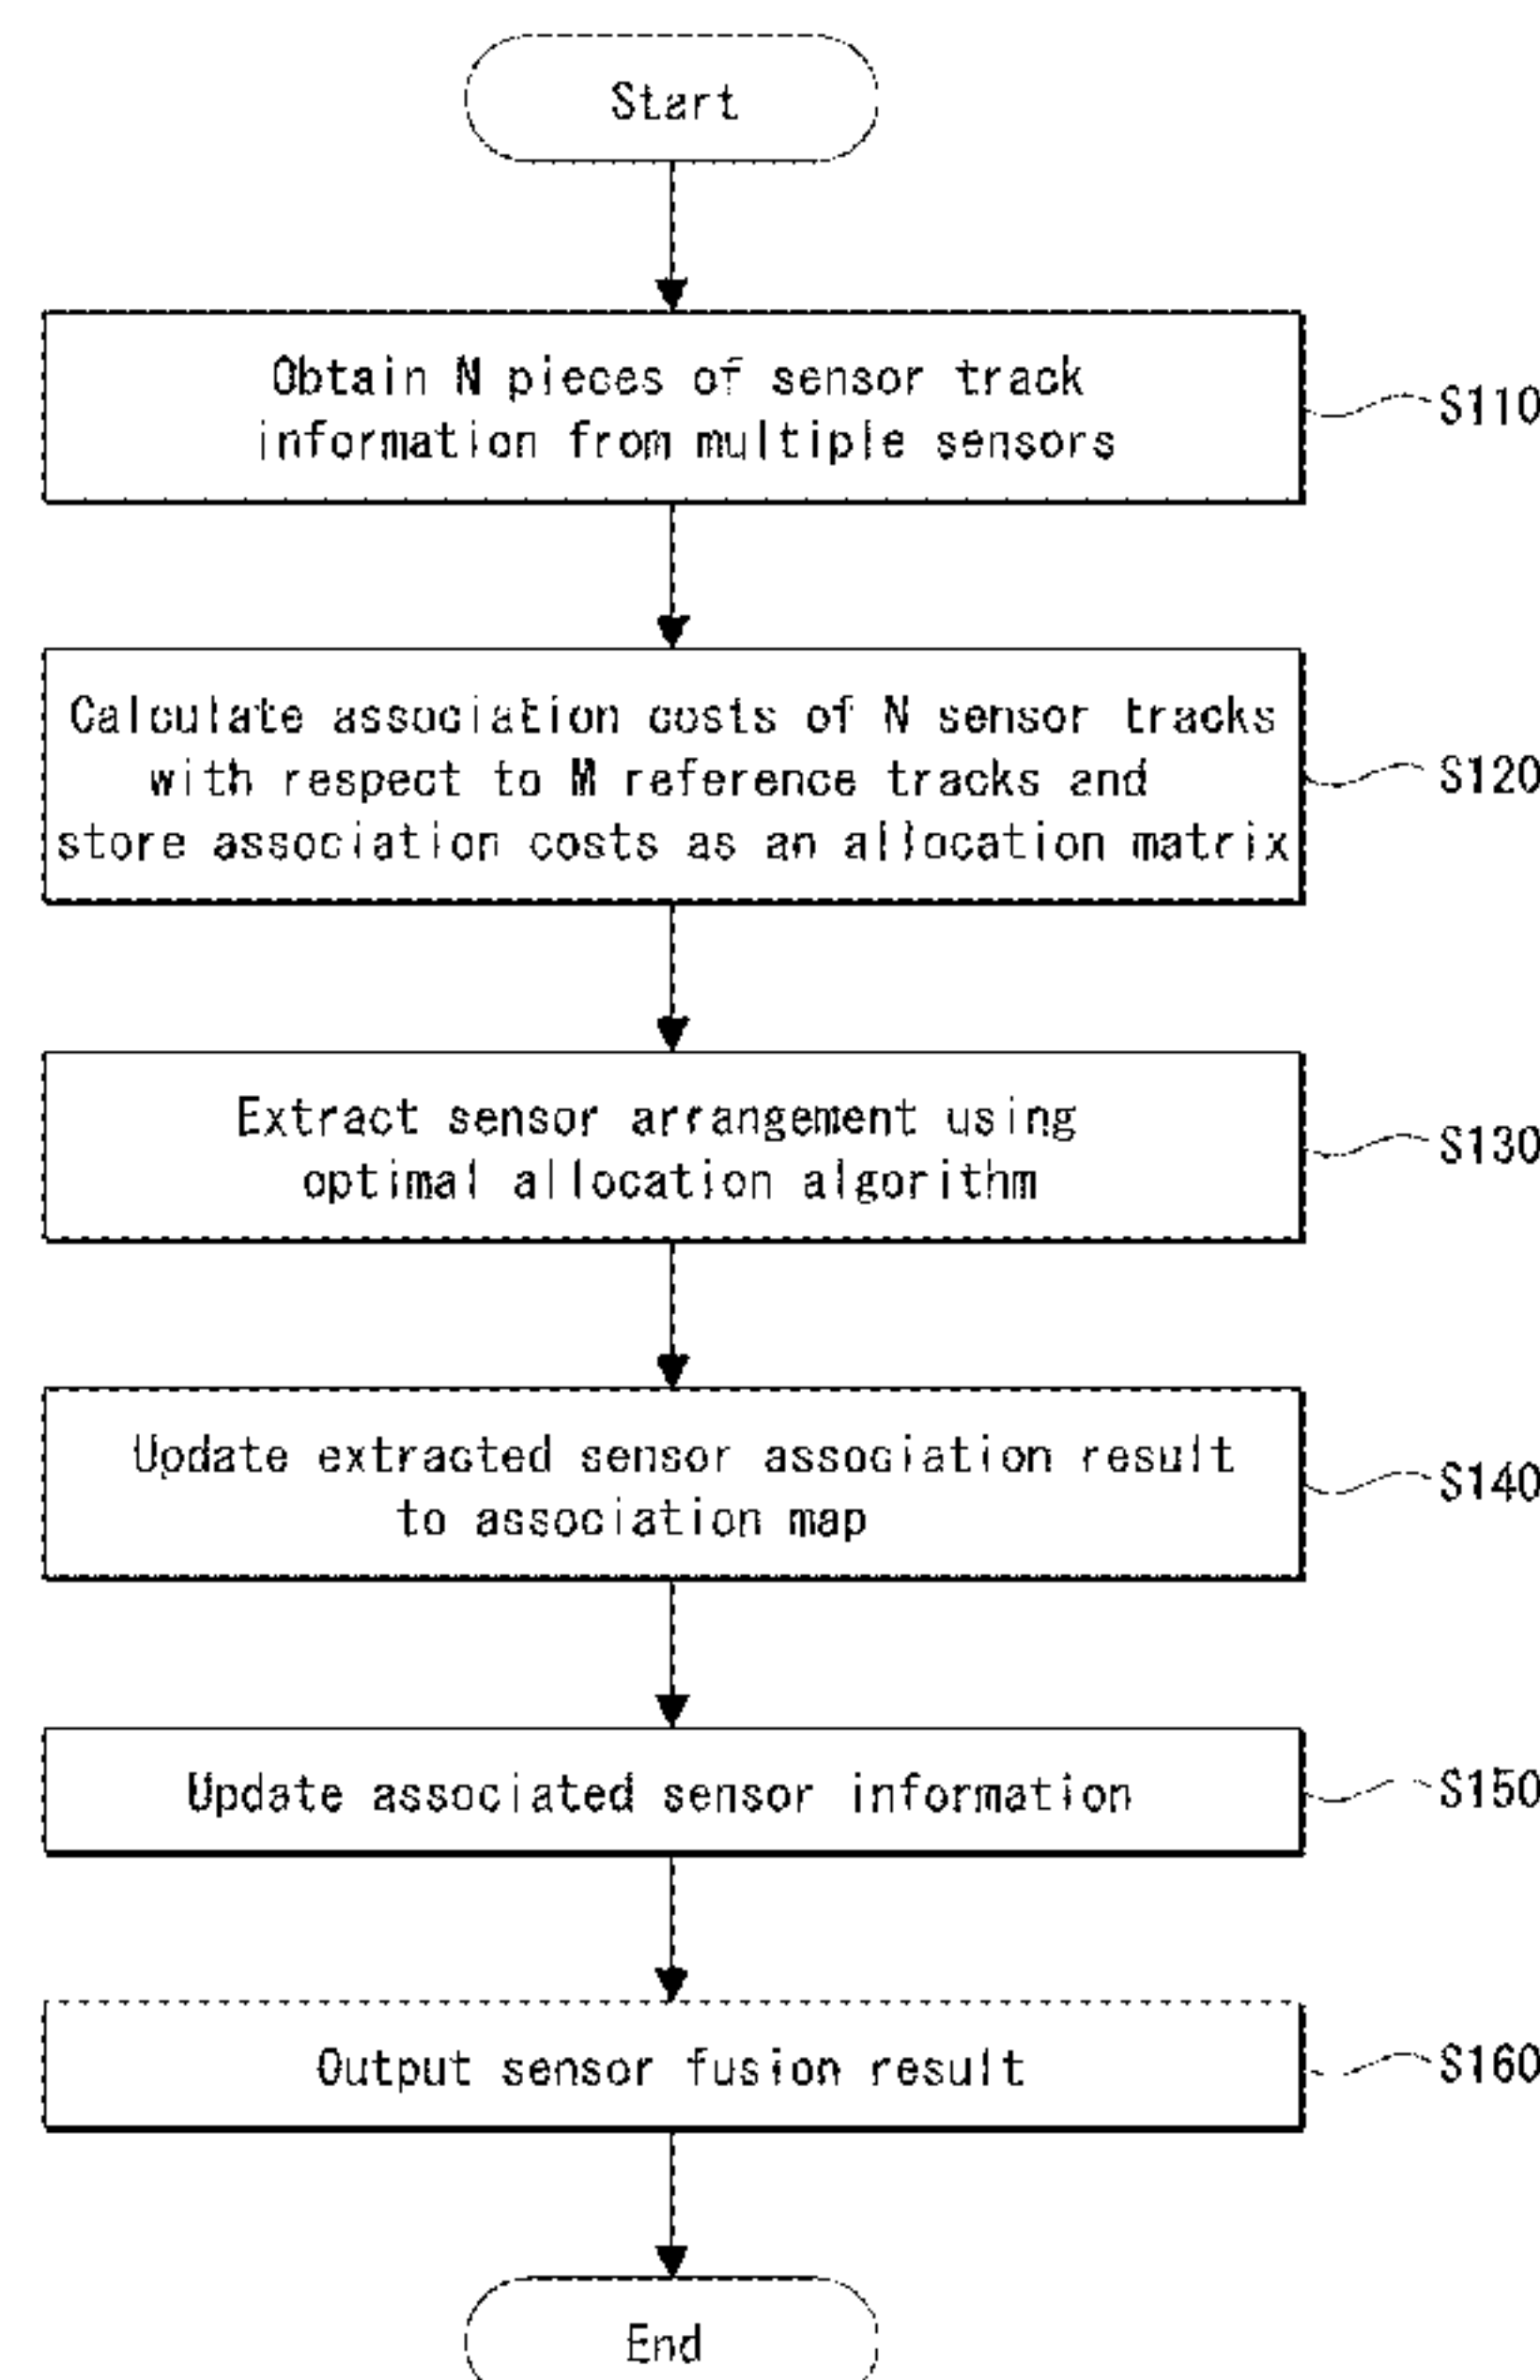 Start
Obtain N pieces of sensor track
information from multiple sensors
S110
Calculate association costs of N sensor tracks
with respect to M reference tracks and
store association costs as an allocation matrix
S120
Extract sensor arrangement using
optimal allocation algorithm
S130
Update extracted sensor association result
to association map
S140
Update associated sensor information
S150
Output sensor fusion result
S160
End